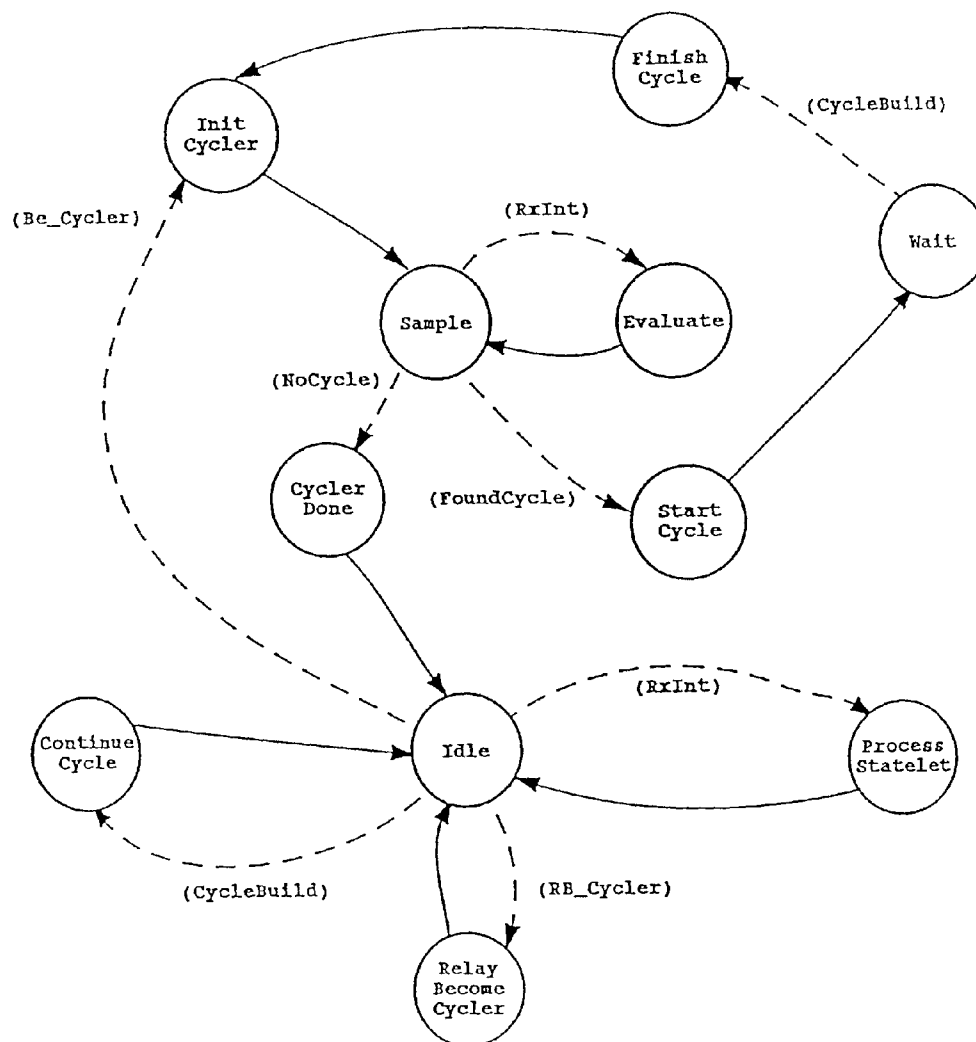 Finish
Cycle
(CycleBuild)
Init
Cycler
(Be_Cycler)
(RxInt)
Wait
Sample
Evaluate
(NoCycle)
Cycler
Done
(FoundCycle)
Start
Cycle
(RxInt)
Continue
Cycle
Idle
Process
Statelet
(CycleBuild)
(RB_Cycler)
Relay
Become
Cycler